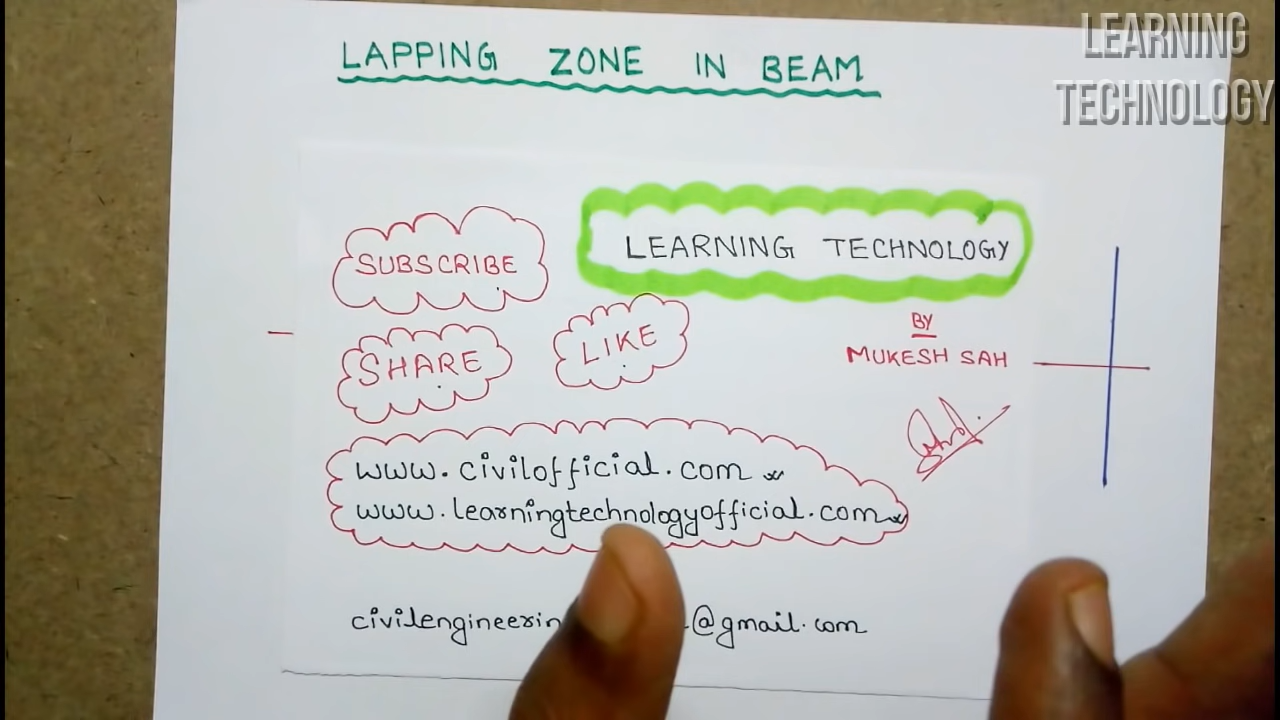 LEARNING
TECHNOLOGY
LAPPING ZONE IN BEAM
SUBSCRIBE
LEARNING TECHNOLOGY
SHARE
LIKE
BY
MUKESH SAH
www.civilofficial.com
www.learningtechnologyofficial.com
@gmail.com